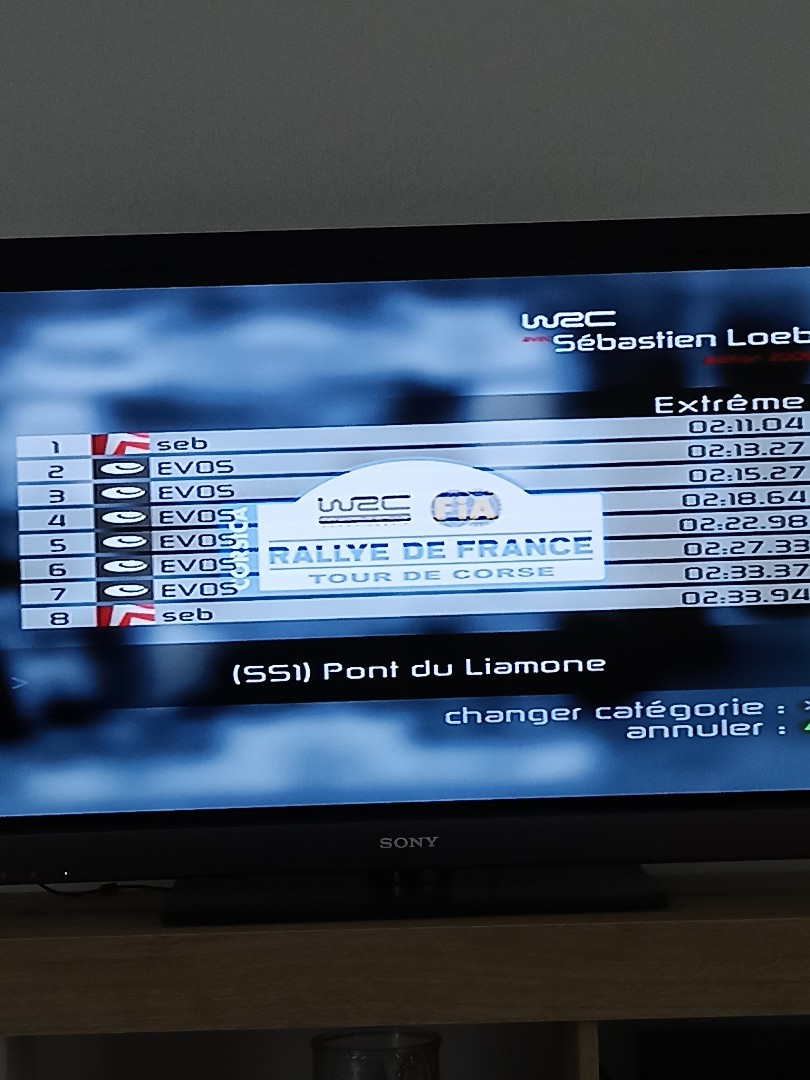 WRC
avec Sébastien Loeb
Extrême
1 seb 02:11.04
2 EVOS 02:13.27
3 EVOS 02:15.27
4 EVOS 02:18.64
5 EVOS 02:22.98
6 EVOS 02:27.33
7 EVOS 02:33.37
8 seb 02:33.94
CORSICA
WRC FIA
RALLYE DE FRANCE
TOUR DE CORSE
(SS1) Pont du Liamone
>
changer catégorie :
annuler :
SONY